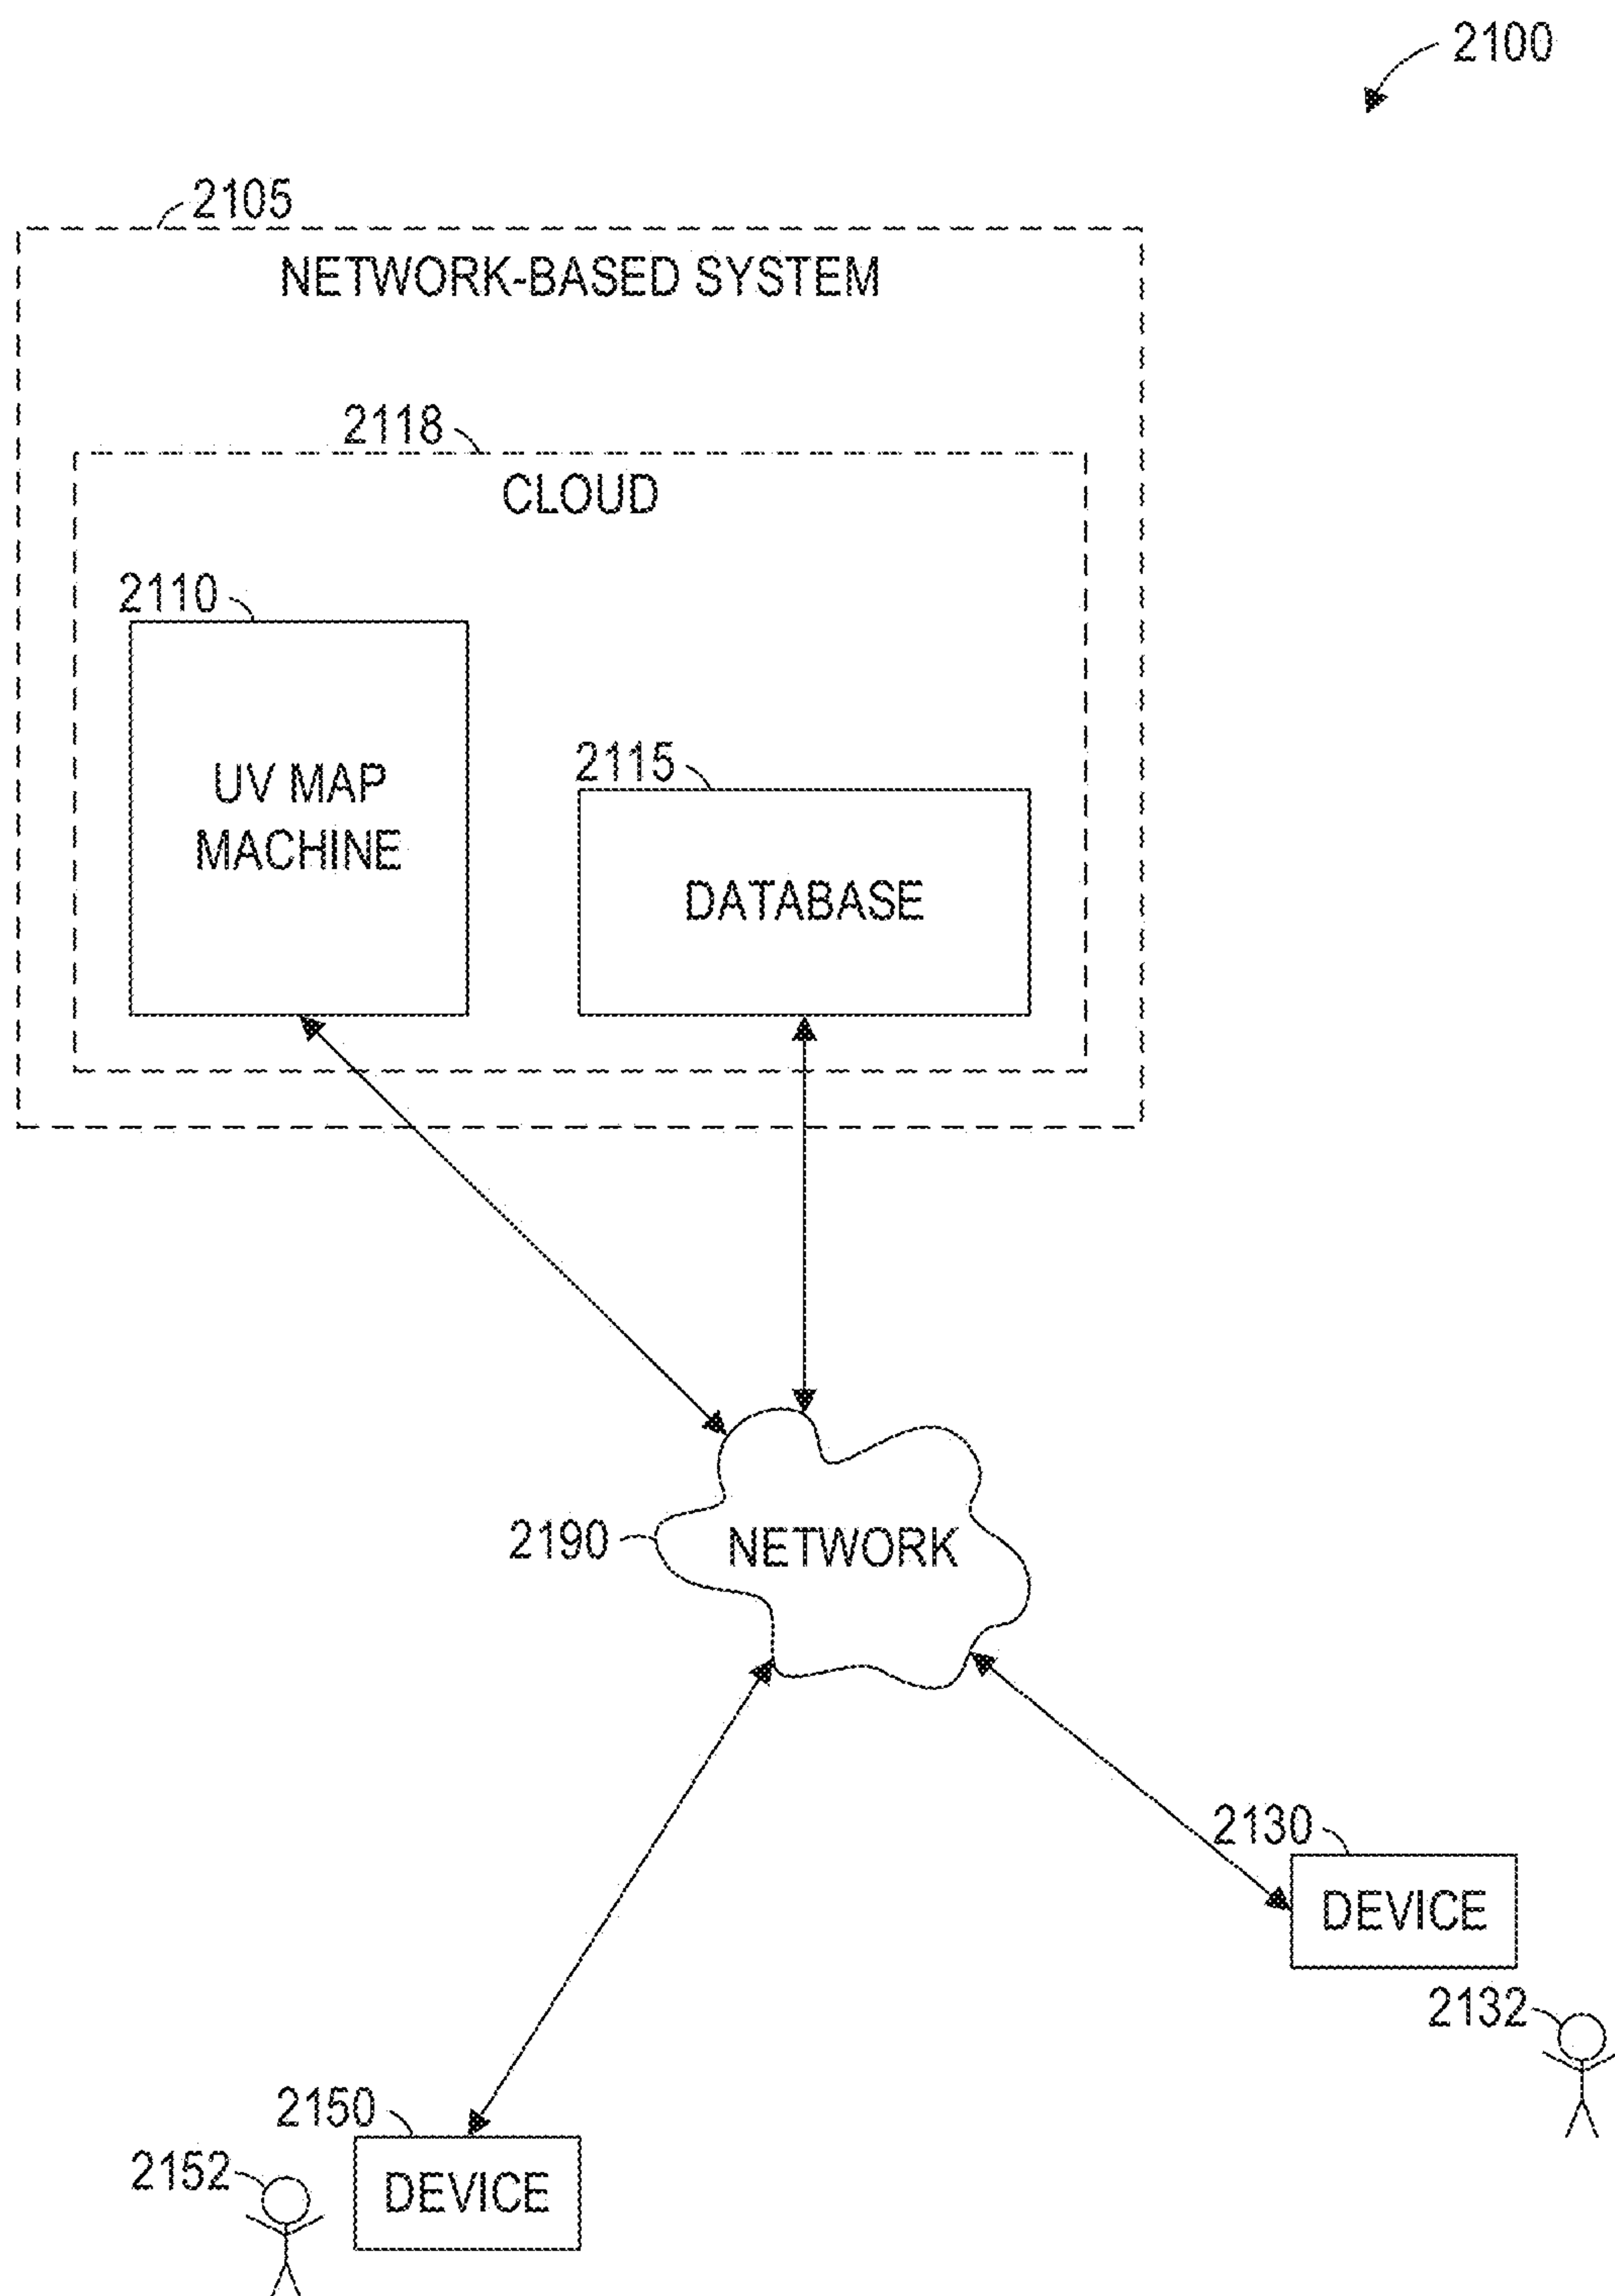 2100
2105
NETWORK-BASED SYSTEM
2118
CLOUD
2110
UV MAP
MACHINE
2115
DATABASE
2190
NETWORK
2130
DEVICE
2132
2150
DEVICE
2152